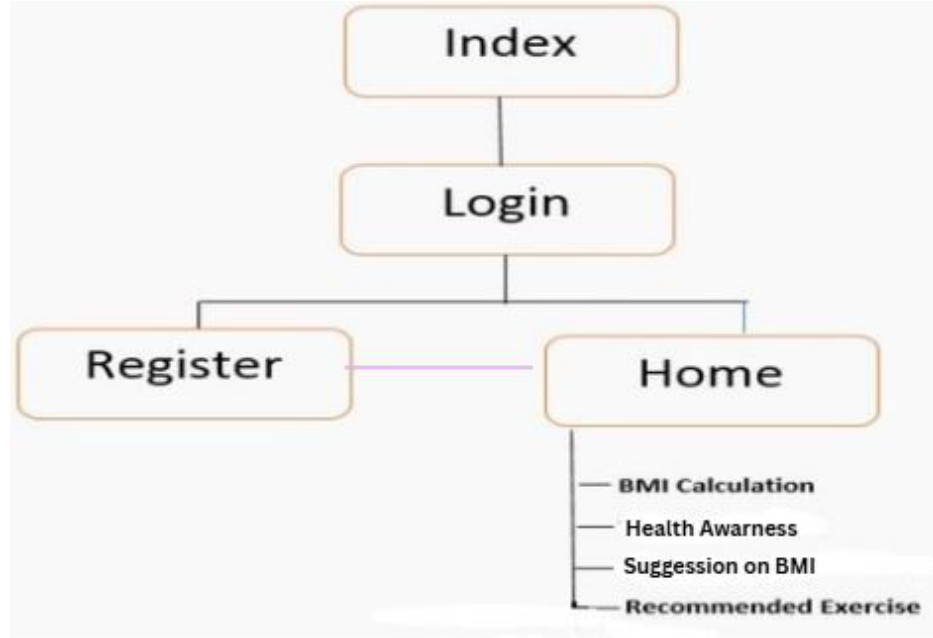 Index
Login
Register
Home
BMI Calculation
Health Awarness
Suggession on BMI
Recommended Exercise